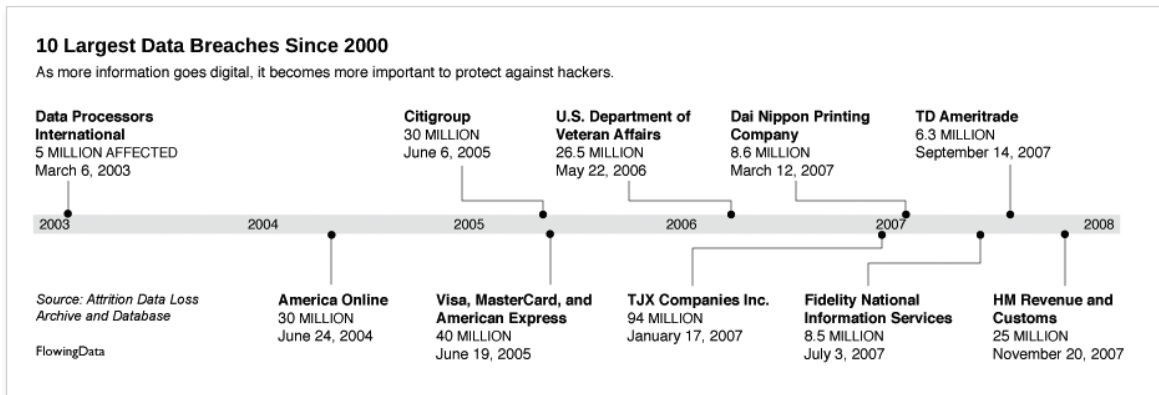 10 Largest Data Breaches Since 2000
As more information goes digital, it becomes more important to protect against hackers.
Data Processors
International
5 MILLION AFFECTED
March 6, 2003
Citigroup
30 MILLION
June 6, 2005
U.S. Department of
Veteran Affairs
26.5 MILLION
May 22, 2006
Dai Nippon Printing
Company
8.6 MILLION
March 12, 2007
TD Ameritrade
6.3 MILLION
September 14, 2007
2003 2004 2005 2006 2007 2008
Source: Attrition Data Loss
Archive and Database
FlowingData
America Online
30 MILLION
June 24, 2004
Visa, MasterCard, and
American Express
40 MILLION
June 19, 2005
TJX Companies Inc.
94 MILLION
January 17, 2007
Fidelity National
Information Services
8.5 MILLION
July 3, 2007
HM Revenue and
Customs
25 MILLION
November 20, 2007